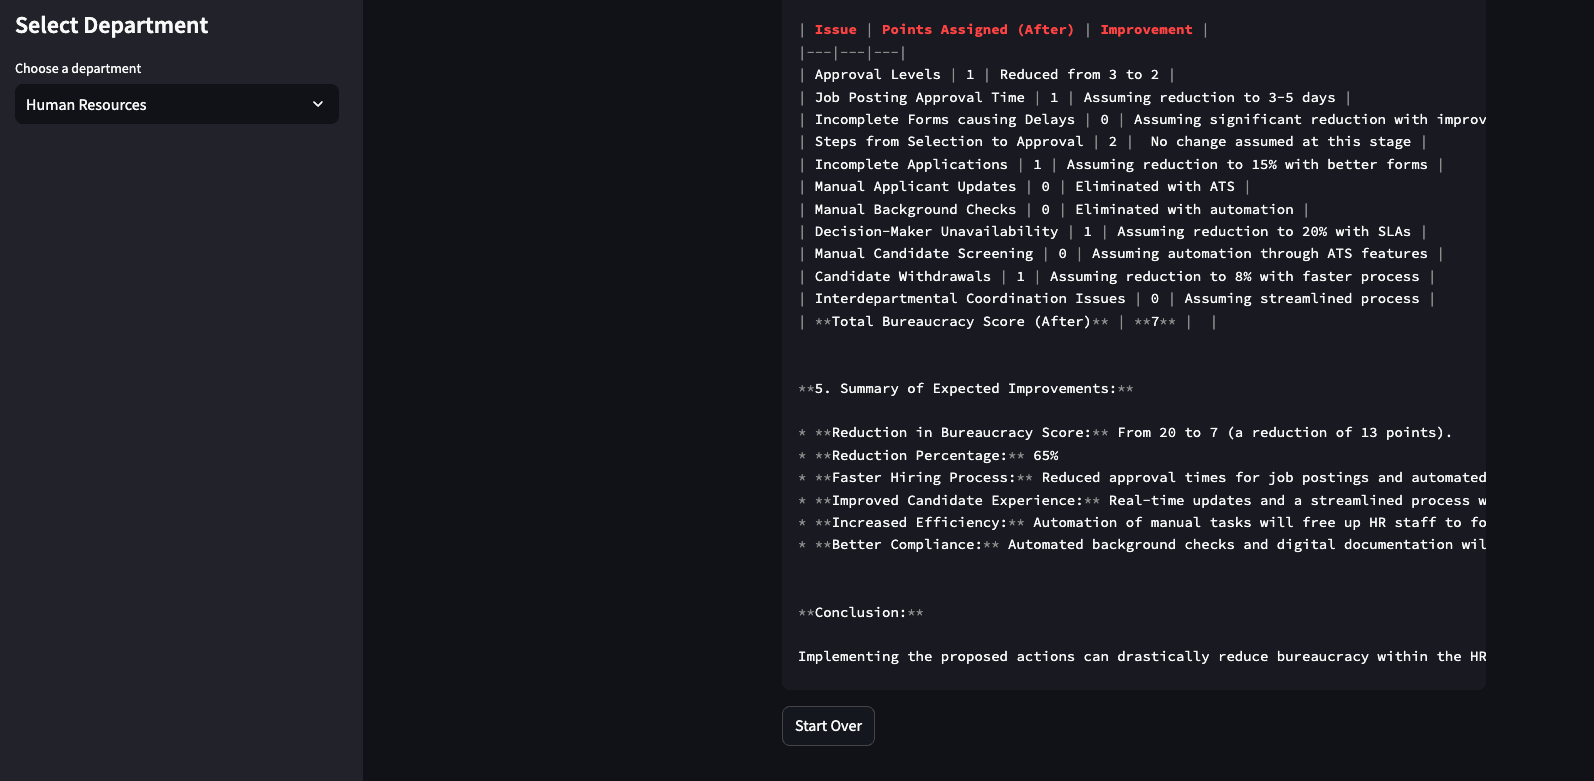 Select Department
Choose a department
Human Resources
| Issue | Points Assigned (After) | Improvement |
|---|---|---|
| Approval Levels | 1 | Reduced from 3 to 2 |
| Job Posting Approval Time | 1 | Assuming reduction to 3-5 days |
| Incomplete Forms causing Delays | 0 | Assuming significant reduction with improv
| Steps from Selection to Approval | 2 |  No change assumed at this stage |
| Incomplete Applications | 1 | Assuming reduction to 15% with better forms |
| Manual Applicant Updates | 0 | Eliminated with ATS |
| Manual Background Checks | 0 | Eliminated with automation |
| Decision-Maker Unavailability | 1 | Assuming reduction to 20% with SLAs |
| Manual Candidate Screening | 0 | Assuming automation through ATS features |
| Candidate Withdrawals | 1 | Assuming reduction to 8% with faster process |
| Interdepartmental Coordination Issues | 0 | Assuming streamlined process |
| **Total Bureaucracy Score (After)** | **7** |  |
**5. Summary of Expected Improvements:**
* **Reduction in Bureaucracy Score:** From 20 to 7 (a reduction of 13 points).
* **Reduction Percentage:** 65%
* **Faster Hiring Process:** Reduced approval times for job postings and automated
* **Improved Candidate Experience:** Real-time updates and a streamlined process w
* **Increased Efficiency:** Automation of manual tasks will free up HR staff to fo
* **Better Compliance:** Automated background checks and digital documentation wil
**Conclusion:**
Implementing the proposed actions can drastically reduce bureaucracy within the HR
Start Over